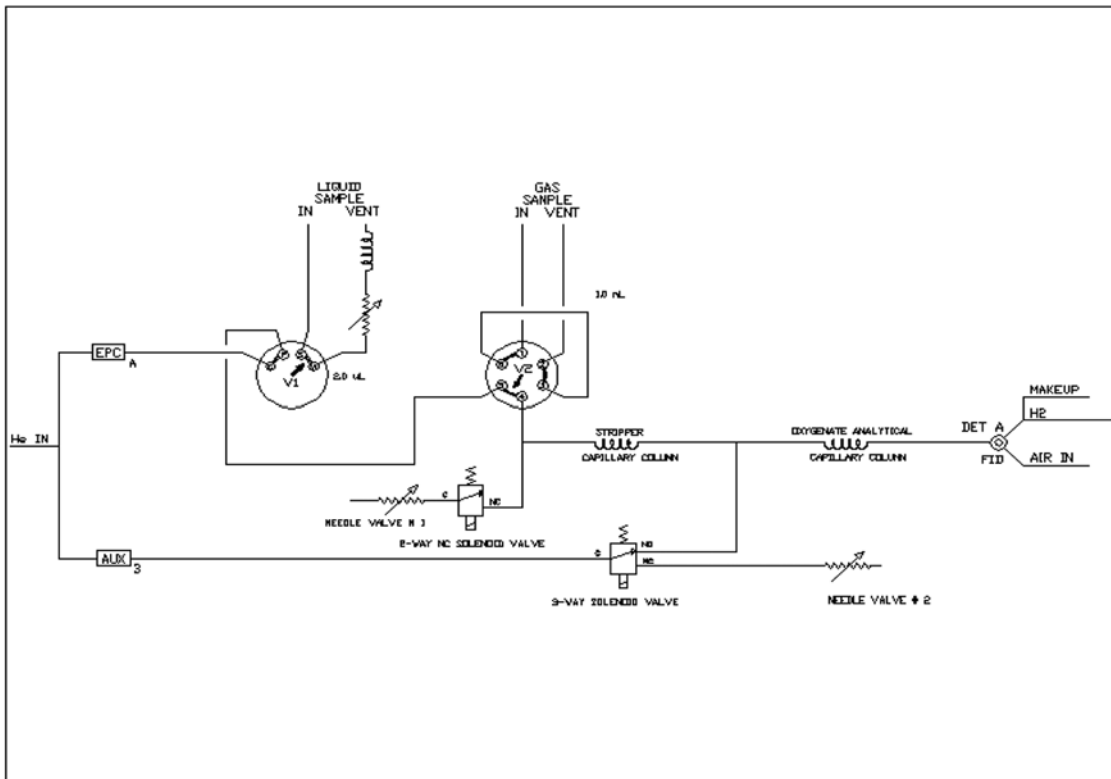 LIQUID
SAMPLE
IN VENT
GAS
SAMPLE
IN VENT
1.0 mL
EPC
A
V1
2.0 uL
V2
He IN
STRIPPER
CAPILLARY COLUMN
OXYGENATE ANALYTICAL
CAPILLARY COLUMN
MAKEUP
H2
DET A
FID
AIR IN
C
NC
NEEDLE VALVE # 1
2-WAY NC SOLENOID VALVE
AUX
3
C
NO
NC
3-WAY SOLENOID VALVE
NEEDLE VALVE # 2